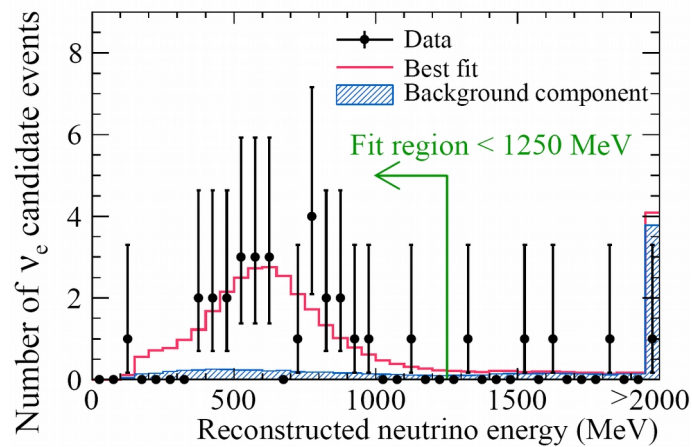 Number of νe candidate events
8
6
4
2
0
Data
Best fit
Background component
Fit region < 1250 MeV
0 500 1000 1500 >2000
Reconstructed neutrino energy (MeV)